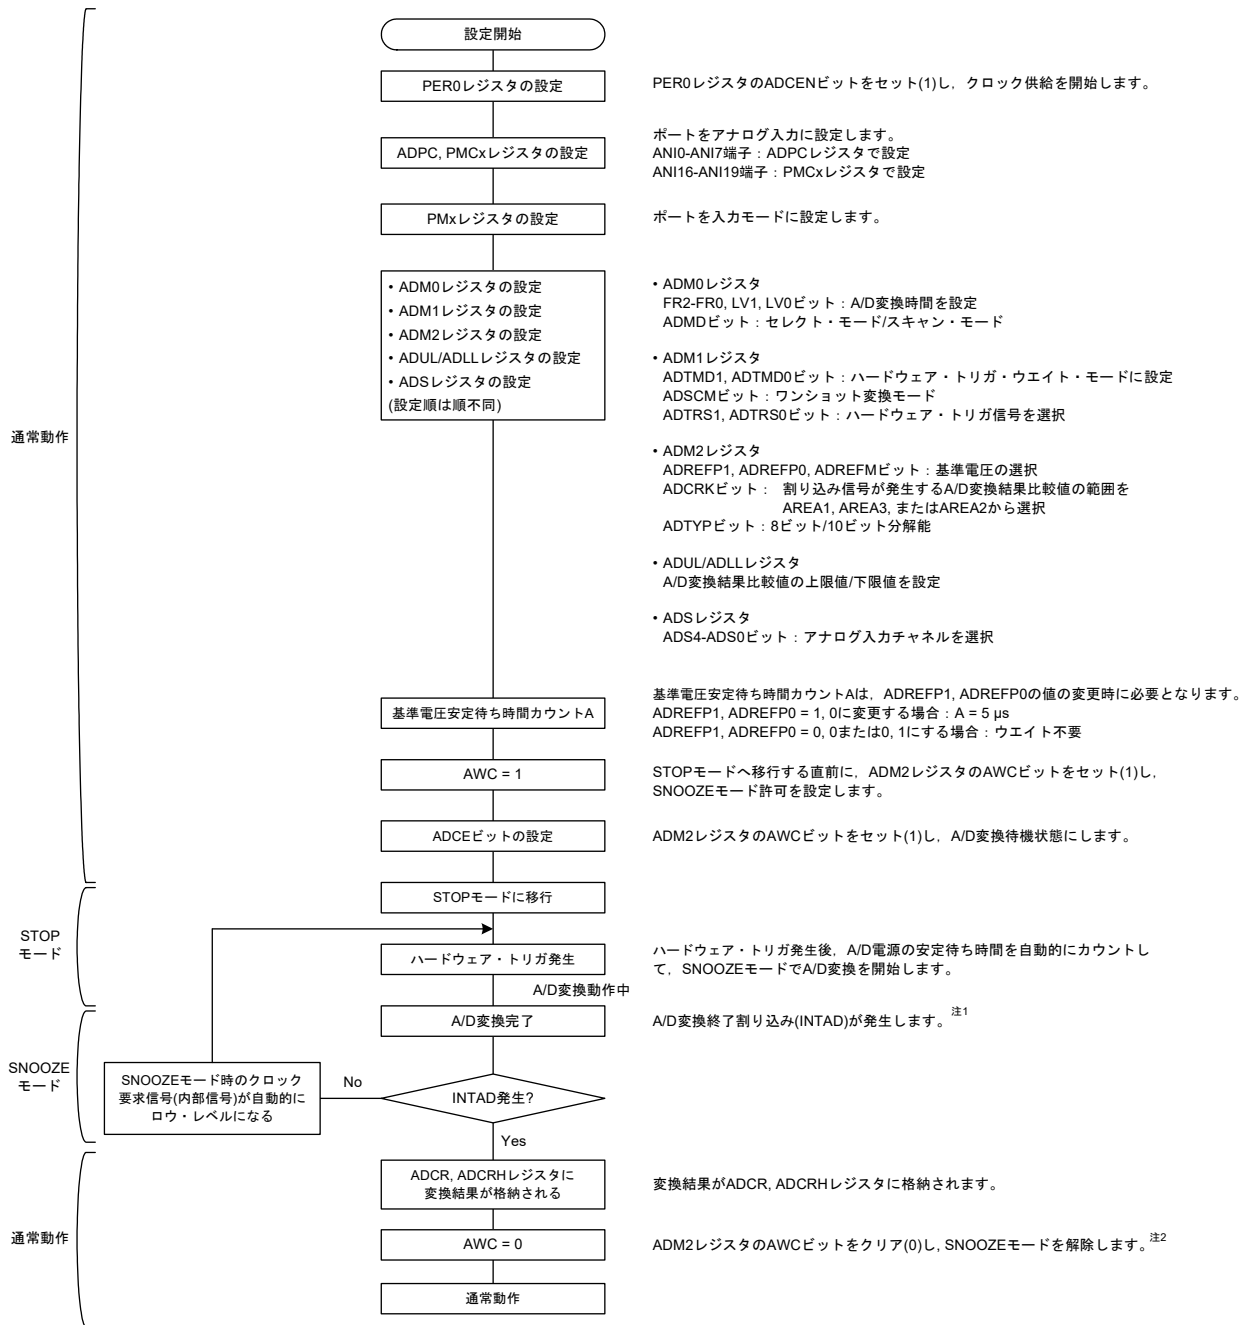 設定開始
PER0レジスタの設定
PER0レジスタのADCENビットをセット(1)し，クロック供給を開始します。
ADPC, PMCxレジスタの設定
ポートをアナログ入力に設定します。
ANI0-ANI7端子：ADPCレジスタで設定
ANI16-ANI19端子：PMCxレジスタで設定
PMxレジスタの設定
ポートを入力モードに設定します。
• ADM0レジスタの設定
• ADM1レジスタの設定
• ADM2レジスタの設定
• ADUL/ADLLレジスタの設定
• ADSレジスタの設定
(設定順は順不同)
• ADM0レジスタ
FR2-FR0, LV1, LV0ビット：A/D変換時間を設定
ADMDビット：セレクト・モード/スキャン・モード
• ADM1レジスタ
ADTMD1, ADTMD0ビット：ハードウェア・トリガ・ウエイト・モードに設定
ADSCMビット：ワンショット変換モード
ADTRS1, ADTRS0ビット：ハードウェア・トリガ信号を選択
通常動作
• ADM2レジスタ
ADREFP1, ADREFP0, ADREFMビット：基準電圧の選択
ADCRKビット： 割り込み信号が発生するA/D変換結果比較値の範囲を
AREA1, AREA3, またはAREA2から選択
ADTYPビット：8ビット/10ビット分解能
• ADUL/ADLLレジスタ
A/D変換結果比較値の上限値/下限値を設定
• ADSレジスタ
ADS4-ADS0ビット：アナログ入力チャネルを選択
基準電圧安定待ち時間カウントA
基準電圧安定待ち時間カウントAは，ADREFP1, ADREFP0の値の変更時に必要となります。
ADREFP1, ADREFP0 = 1, 0に変更する場合：A = 5 µs
ADREFP1, ADREFP0 = 0, 0または0, 1にする場合：ウエイト不要
AWC = 1
STOPモードへ移行する直前に，ADM2レジスタのAWCビットをセット(1)し，
SNOOZEモード許可を設定します。
ADCEビットの設定
ADM2レジスタのAWCビットをセット(1)し，A/D変換待機状態にします。
STOPモードに移行
STOP
モード
ハードウェア・トリガ発生
ハードウェア・トリガ発生後，A/D電源の安定待ち時間を自動的にカウントし
て，SNOOZEモードでA/D変換を開始します。
A/D変換動作中
A/D変換完了
A/D変換終了割り込み(INTAD)が発生します。注1
SNOOZE
モード
SNOOZEモード時のクロック
要求信号(内部信号)が自動的に
ロウ・レベルになる
No
INTAD発生?
Yes
ADCR, ADCRHレジスタに
変換結果が格納される
変換結果がADCR, ADCRHレジスタに格納されます。
通常動作
AWC = 0
ADM2レジスタのAWCビットをクリア(0)し, SNOOZEモードを解除します。注2
通常動作